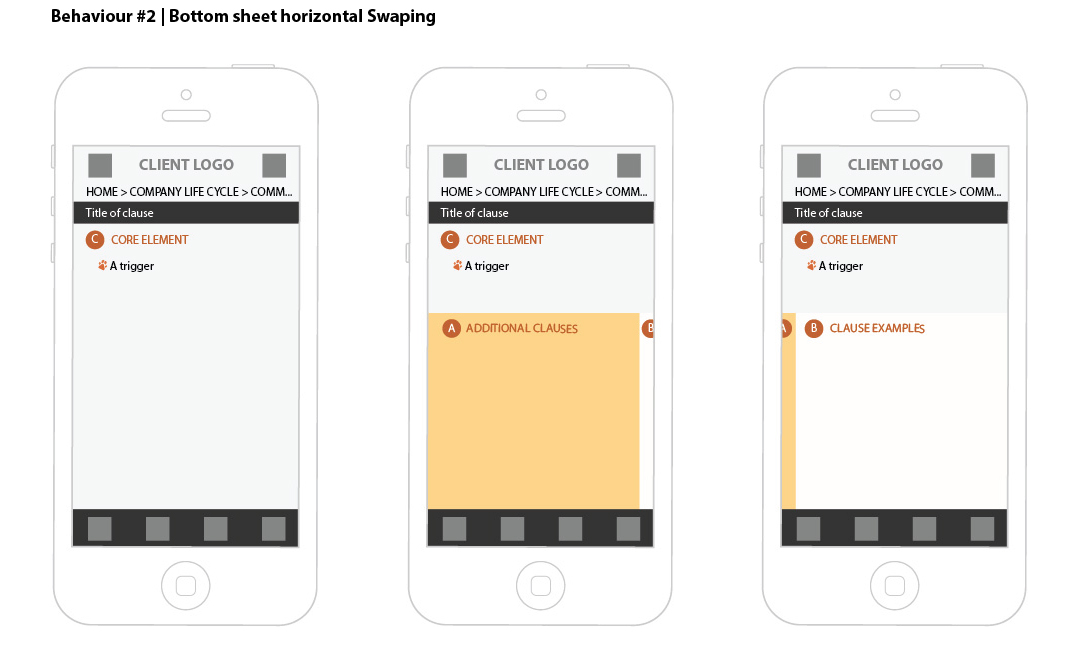 Behaviour #2 | Bottom sheet horizontal Swaping
CLIENT LOGO
HOME > COMPANY LIFE CYCLE > COMM...
Title of clause
C CORE ELEMENT
A trigger
CLIENT LOGO
HOME > COMPANY LIFE CYCLE > COMM...
Title of clause
C CORE ELEMENT
A trigger
A ADDITIONAL CLAUSES
B
CLIENT LOGO
HOME > COMPANY LIFE CYCLE > COMM...
Title of clause
C CORE ELEMENT
A trigger
A
B CLAUSE EXAMPLES